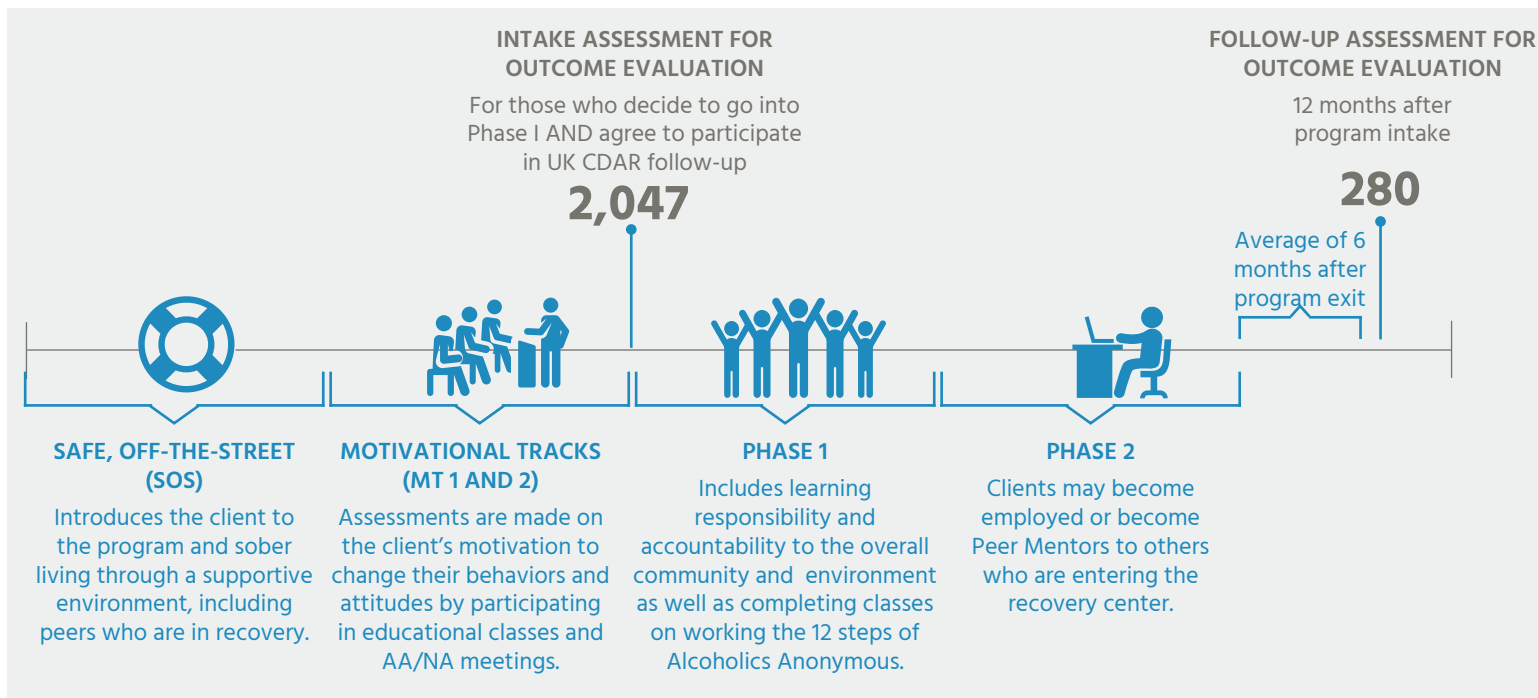 INTAKE ASSESSMENT FOR
OUTCOME EVALUATION
For those who decide to go into
Phase I AND agree to participate
in UK CDAR follow-up
2,047
FOLLOW-UP ASSESSMENT FOR
OUTCOME EVALUATION
12 months after
program intake
280
Average of 6
months after
program exit
SAFE, OFF-THE-STREET
(SOS)
Introduces the client to
the program and sober
living through a supportive
environment, including
peers who are in recovery.
MOTIVATIONAL TRACKS
(MT 1 AND 2)
Assessments are made on
the client's motivation to
change their behaviors and
attitudes by participating
in educational classes and
AA/NA meetings.
PHASE 1
Includes learning
responsibility and
accountability to the overall
community and environment
as well as completing classes
on working the 12 steps of
Alcoholics Anonymous.
PHASE 2
Clients may become
employed or become
Peer Mentors to others
who are entering the
recovery center.